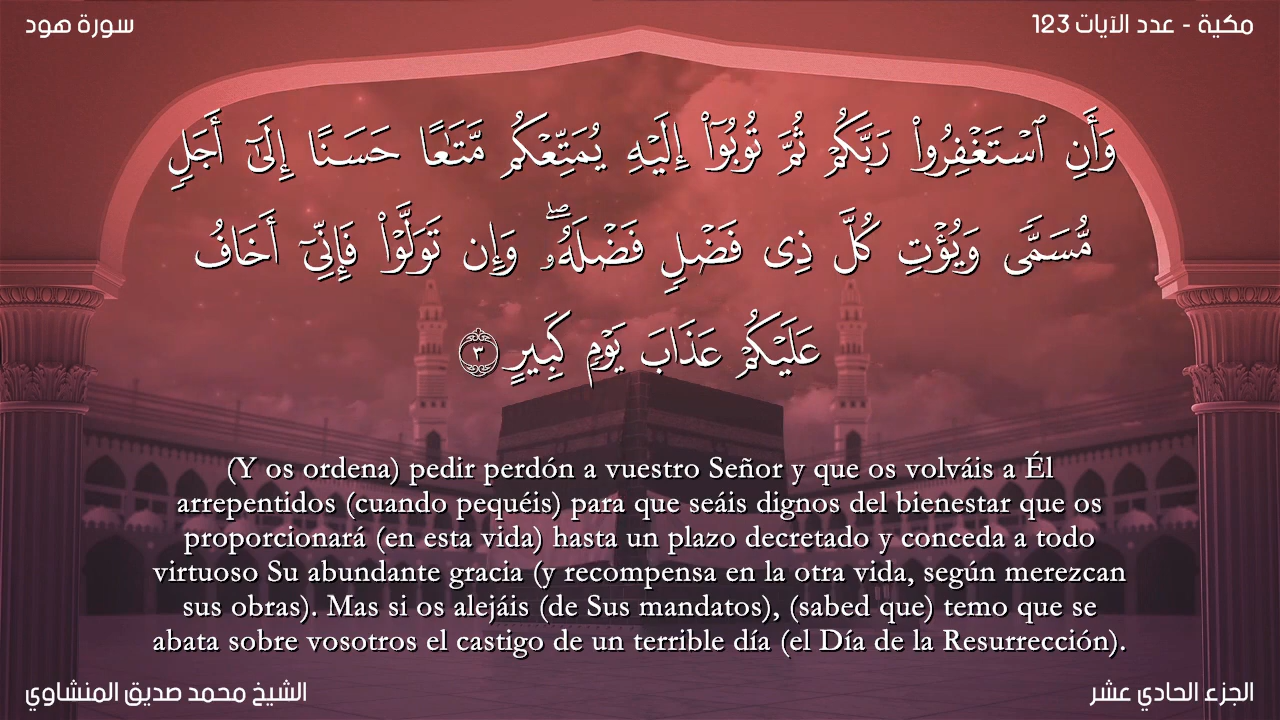 مكية - عدد الآيات 123
سورة هود
وَأَنِ ٱسْتَغْفِرُوا۟ رَبَّكُمْ ثُمَّ تُوبُوٓا۟ إِلَيْهِ يُمَتِّعْكُم مَّتَـٰعًا حَسَنًا إِلَىٰٓ أَجَلٍ
مُّسَمًّى وَيُؤْتِ كُلَّ ذِى فَضْلٍ فَضْلَهُۥ ۖ وَإِن تَوَلَّوْا۟ فَإِنِّىٓ أَخَافُ
عَلَيْكُمْ عَذَابَ يَوْمٍ كَبِيرٍ ٣
(Y os ordena) pedir perdón a vuestro Señor y que os volváis a Él
arrepentidos (cuando pequéis) para que seáis dignos del bienestar que os
proporcionará (en esta vida) hasta un plazo decretado y conceda a todo
virtuoso Su abundante gracia (y recompensa en la otra vida, según merezcan
sus obras). Mas si os alejáis (de Sus mandatos), (sabed que) temo que se
abata sobre vosotros el castigo de un terrible día (el Día de la Resurrección).
الجزء الحادي عشر
الشيخ محمد صديق المنشاوي